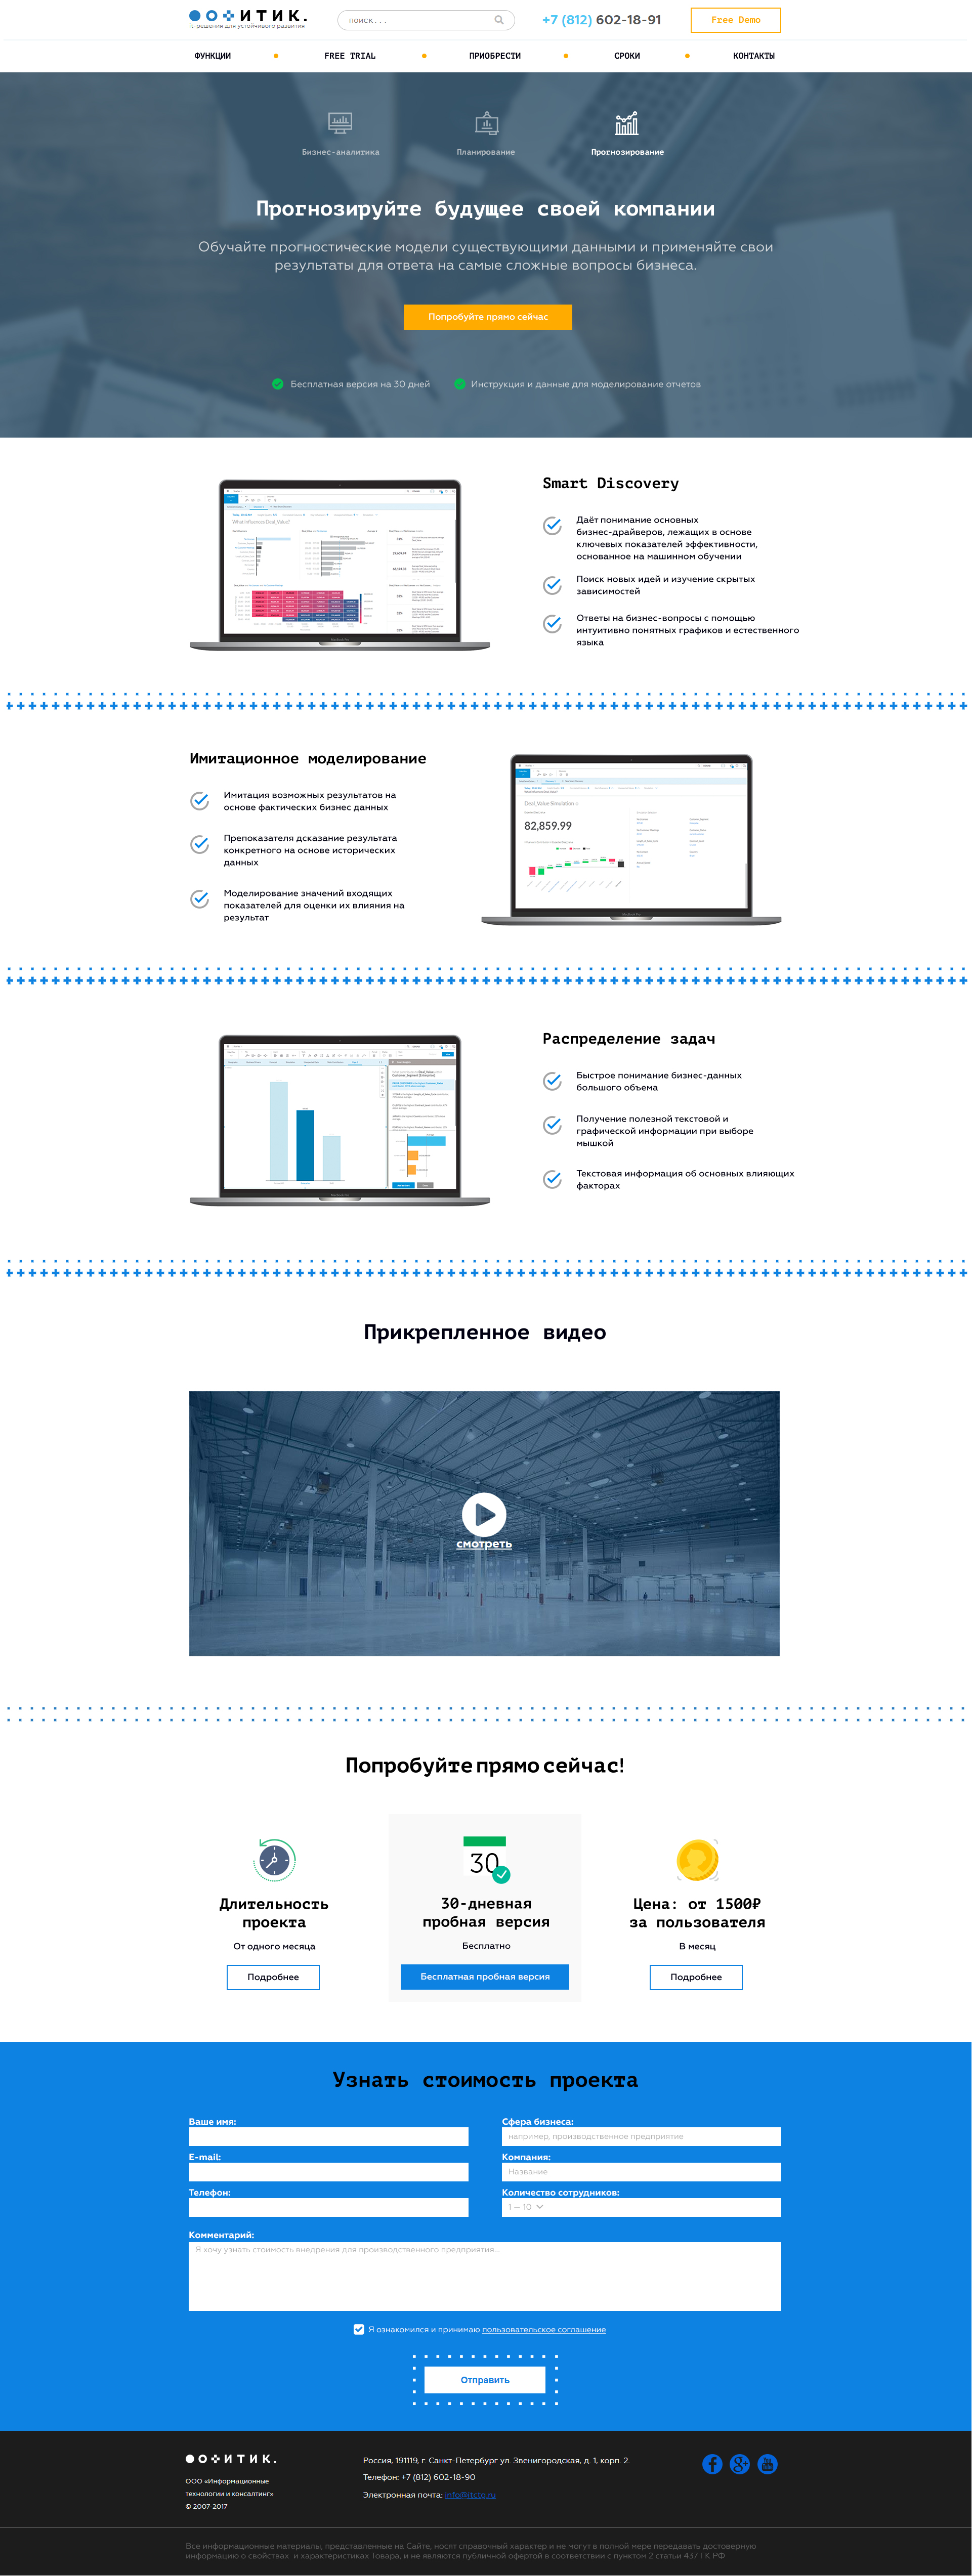 ИТИК.
it-решения для устойчивого развития
поиск...
+7 (812) 602-18-91
Free Demo
ФУНКЦИИ
FREE TRIAL
ПРИОБРЕСТИ
СРОКИ
КОНТАКТЫ
Бизнес-аналитика
Планирование
Прогнозирование
Прогнозируйте будущее своей компании
Обучайте прогностические модели существующими данными и применяйте свои
результаты для ответа на самые сложные вопросы бизнеса.
Попробуйте прямо сейчас
Бесплатная версия на 30 дней
Инструкция и данные для моделирование отчетов
Smart Discovery
Даёт понимание основных
бизнес-драйверов, лежащих в основе
ключевых показателей эффективности,
основанное на машинном обучении
Поиск новых идей и изучение скрытых
зависимостей
Ответы на бизнес-вопросы с помощью
интуитивно понятных графиков и естественного
языка
What Influences Deal_Value?
Имитационное моделирование
Имитация возможных результатов на
основе фактических бизнес данных
Препоказателя дсказание результата
конкретного на основе исторических
данных
Моделирование значений входящих
показателей для оценки их влияния на
результат
Deal_Value Simulation
82,859.99
Распределение задач
Быстрое понимание бизнес-данных
большого объема
Получение полезной текстовой и
графической информации при выборе
мышкой
Текстовая информация об основных влияющих
факторах
Прикрепленное видео
смотреть
Попробуйте прямо сейчас!
Длительность
проекта
От одного месяца
Подробнее
30
30-дневная
пробная версия
Бесплатно
Бесплатная пробная версия
Цена: от 1500₽
за пользователя
В месяц
Подробнее
Узнать стоимость проекта
Ваше имя:
E-mail:
Телефон:
Сфера бизнеса:
например, производственное предприятие
Компания:
Название
Количество сотрудников:
1 — 10
Комментарий:
Я хочу узнать стоимость внедрения для производственного предприятия...
Я ознакомился и принимаю пользовательское соглашение
Отправить
ИТИК.
ООО «Информационные
технологии и консалтинг»
© 2007-2017
Россия, 191119, г. Санкт-Петербург ул. Звенигородская, д. 1, корп. 2.
Телефон: +7 (812) 602-18-90
Электронная почта: info@itctg.ru
Все информационные материалы, представленные на Сайте, носят справочный характер и не могут в полной мере передавать достоверную
информацию о свойствах и характеристиках Товара, и не являются публичной офертой в соответствии с пунктом 2 статьи 437 ГК РФ